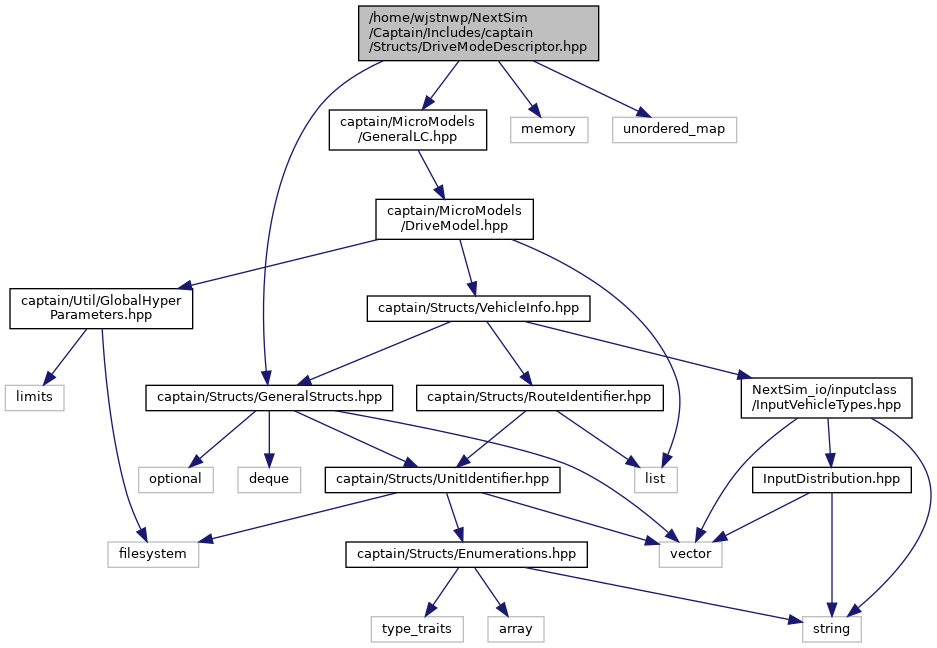 /home/wjstnwp/NextSim
/Captain/Includes/captain
/Structs/DriveModeDescriptor.hpp
captain/MicroModels
/GeneralLC.hpp
memory
unordered_map
captain/MicroModels
/DriveModel.hpp
captain/Util/GlobalHyper
Parameters.hpp
captain/Structs/VehicleInfo.hpp
limits
captain/Structs/GeneralStructs.hpp
captain/Structs/RouteIdentifier.hpp
NextSim_io/inputclass
/InputVehicleTypes.hpp
optional
deque
captain/Structs/UnitIdentifier.hpp
list
InputDistribution.hpp
filesystem
captain/Structs/Enumerations.hpp
vector
type_traits
array
string